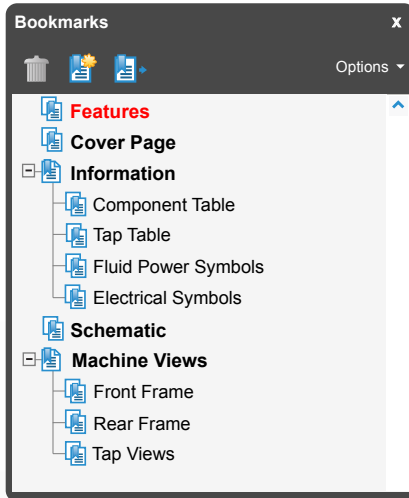 Bookmarks x
Options
Features
Cover Page
Information
Component Table
Tap Table
Fluid Power Symbols
Electrical Symbols
Schematic
Machine Views
Front Frame
Rear Frame
Tap Views